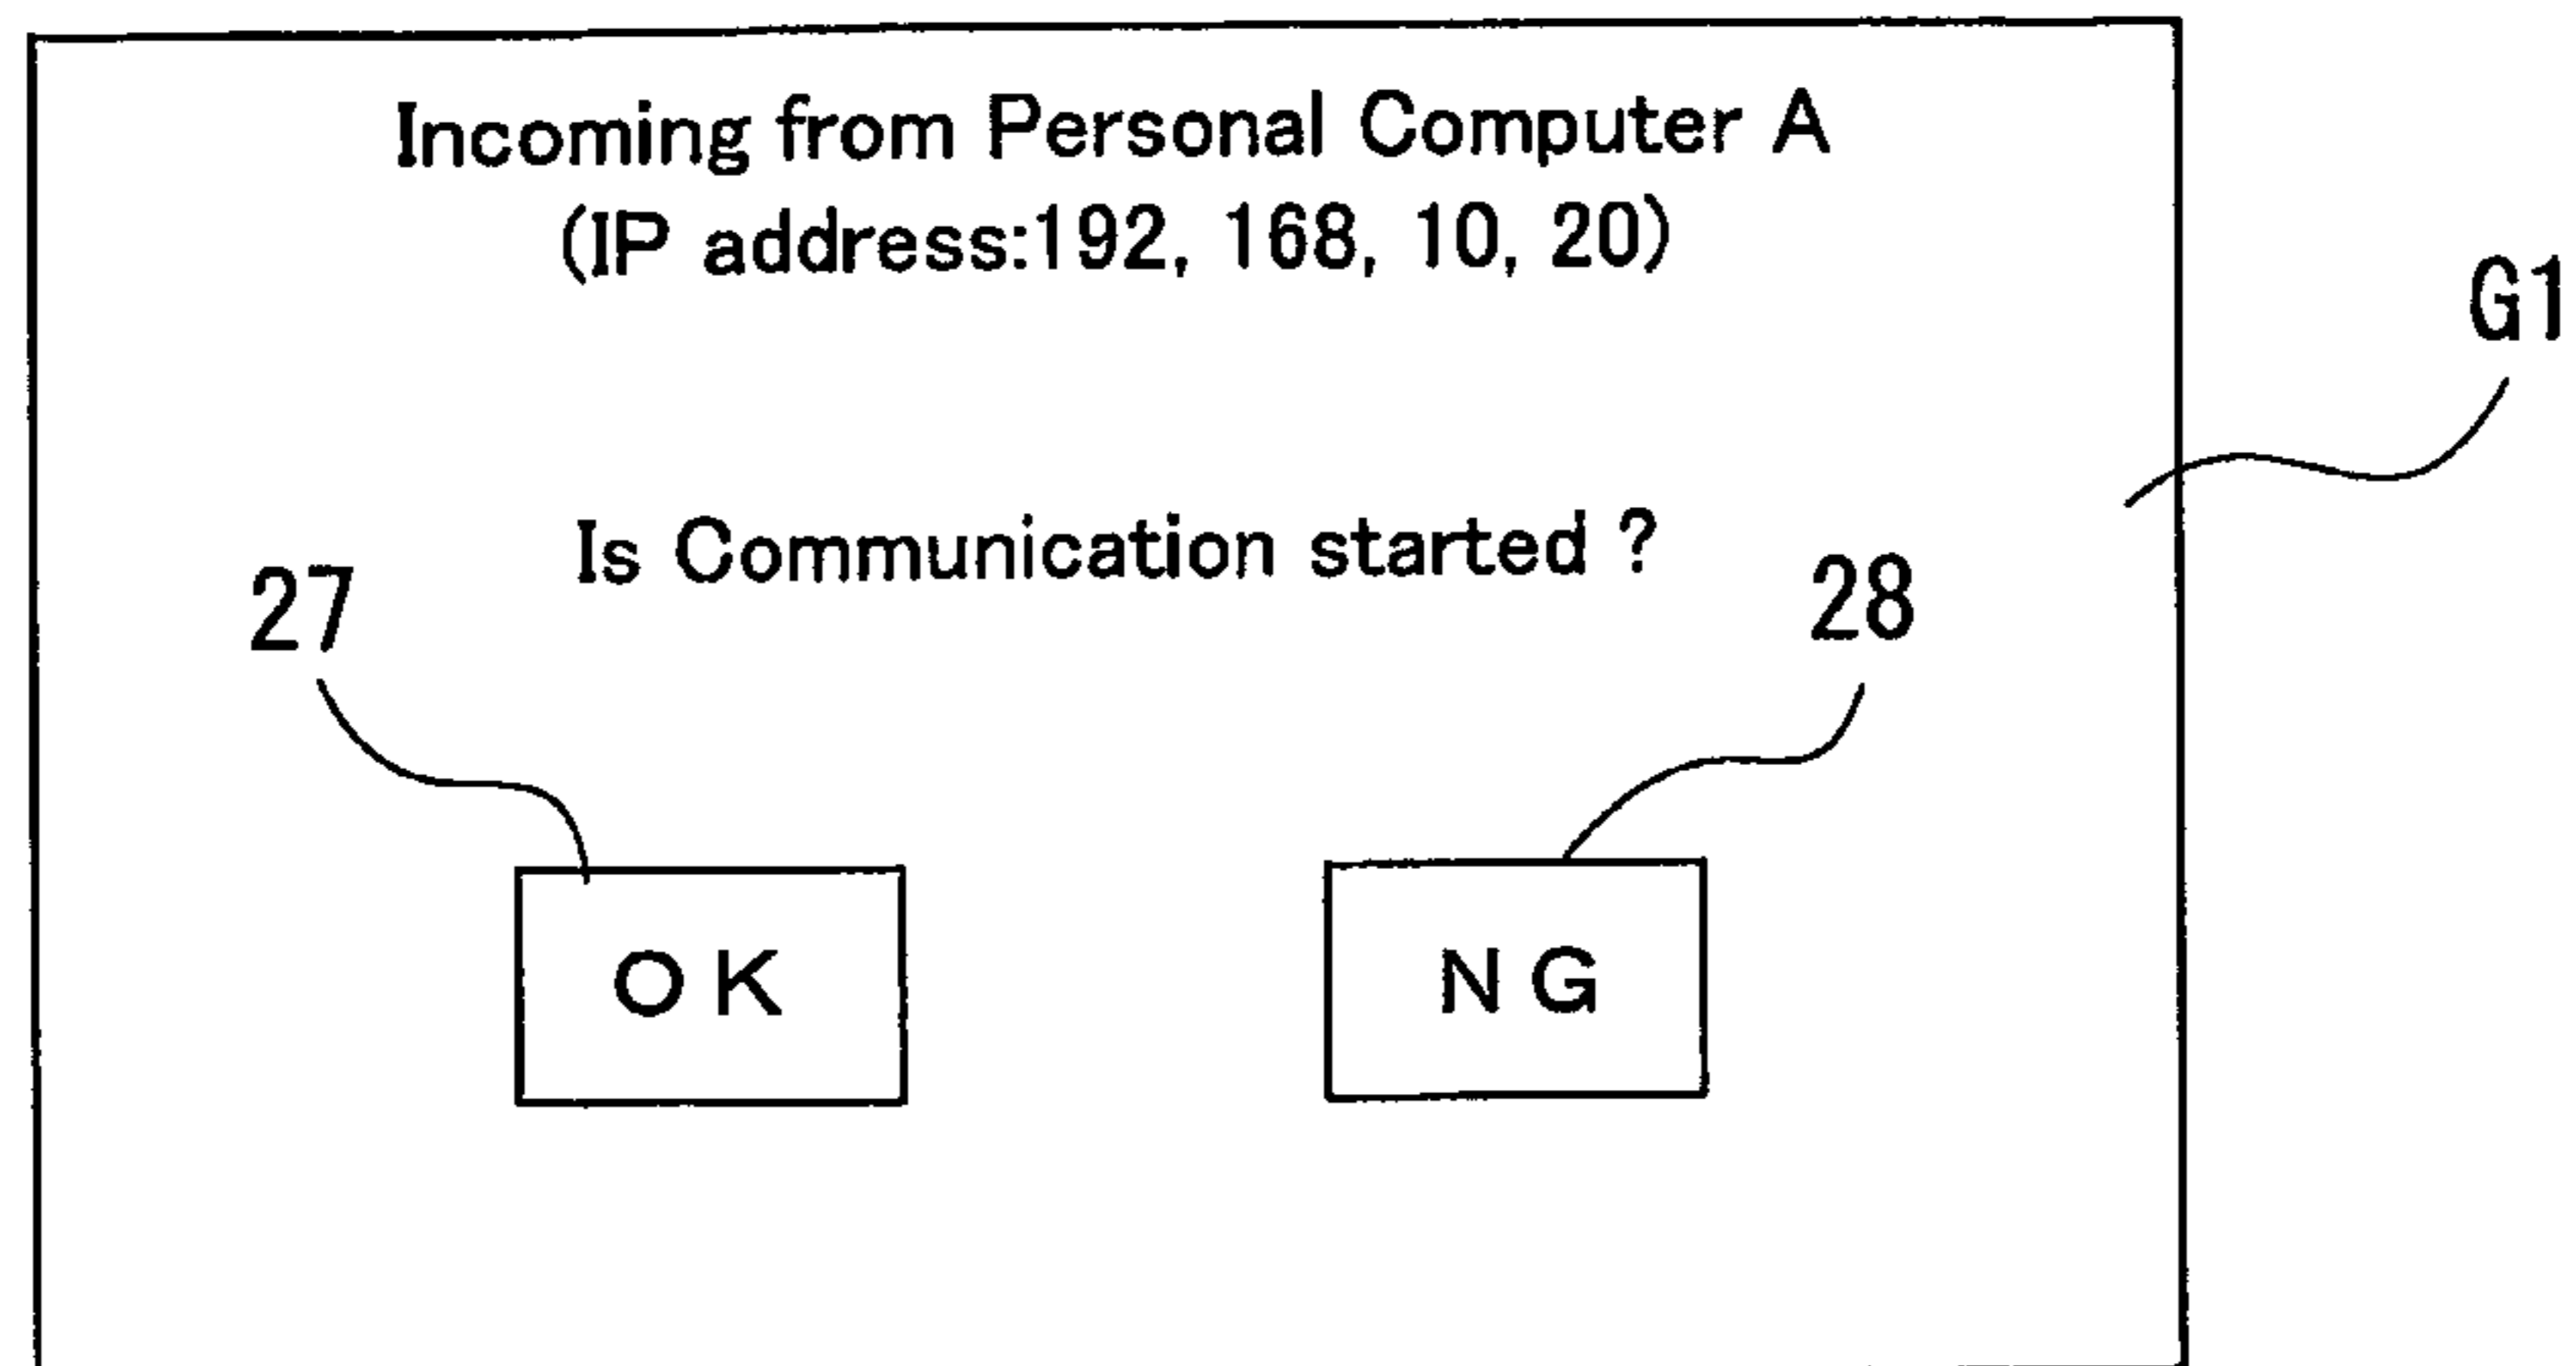 Incoming from Personal Computer A
(IP address:192, 168, 10, 20)
G1
Is Communication started ?
27
28
OK
NG